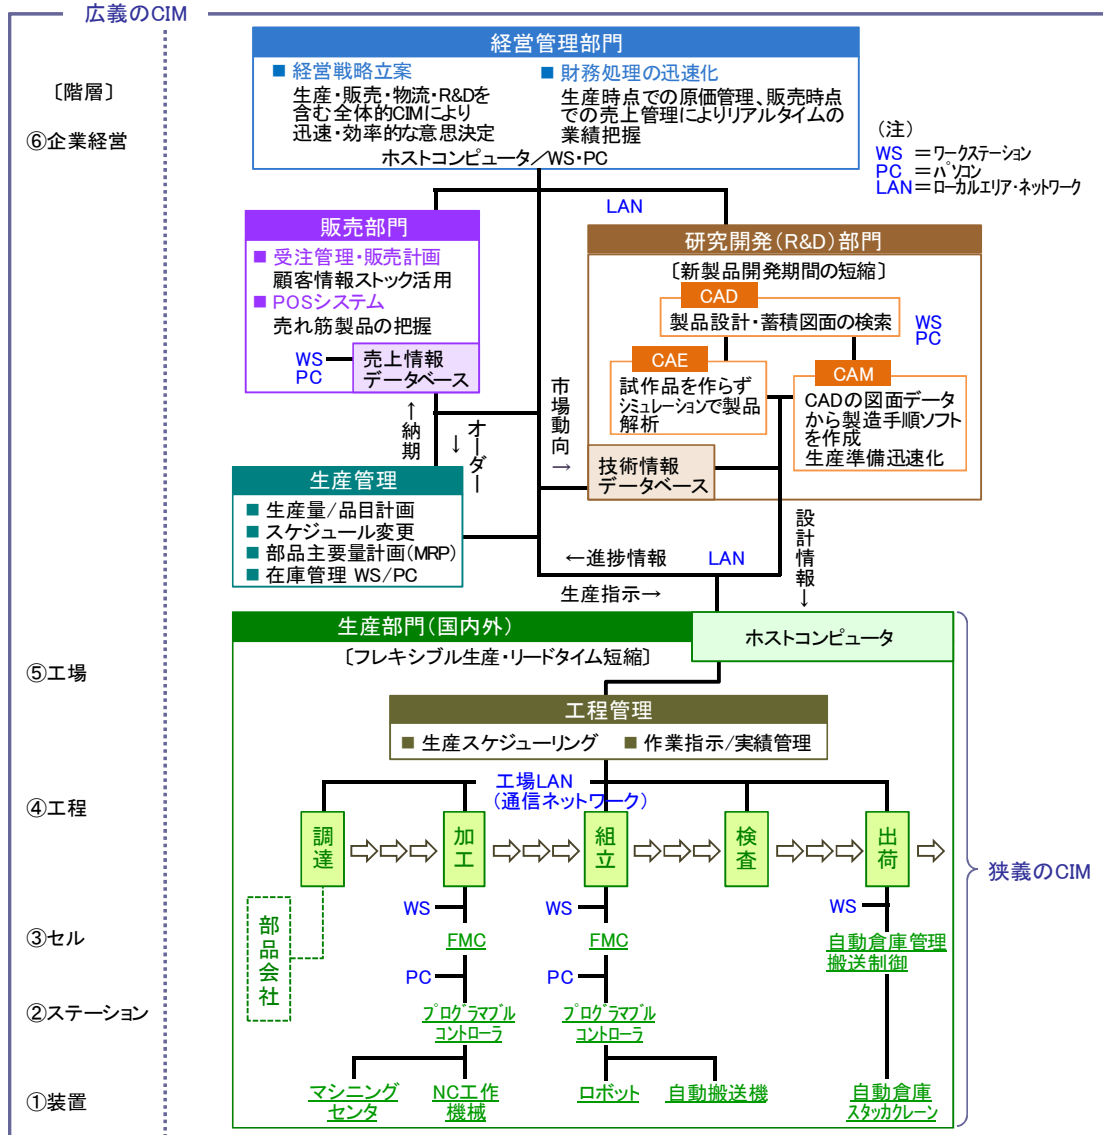 広義のCIM
経営管理部門
■ 経営戦略立案
生産・販売・物流・R&Dを
含む全体的CIMにより
迅速・効率的な意思決定
■ 財務処理の迅速化
生産時点での原価管理、販売時点
での売上管理によりリアルタイムの
業績把握
ホストコンピュータ／WS・PC
〔階層〕
⑥企業経営
（注）
WS ＝ワークステーション
PC ＝パソコン
LAN＝ローカルエリア・ネットワーク
LAN
販売部門
■ 受注管理・販売計画
顧客情報ストック活用
■ POSシステム
売れ筋製品の把握
WS
PC
売上情報
データベース
研究開発（R&D）部門
〔新製品開発期間の短縮〕
CAD
製品設計・蓄積図面の検索
WS
PC
CAE
試作品を作らず
シミュレーションで製品
解析
CAM
CADの図面データ
から製造手順ソフト
を作成
生産準備迅速化
技術情報
データベース
市場動向→
←納期
オーダー→
生産管理
■ 生産量/品目計画
■ スケジュール変更
■ 部品主要量計画(MRP)
■ 在庫管理 WS/PC
←進捗情報
LAN
設計情報→
生産指示→
生産部門（国内外）
ホストコンピュータ
〔フレキシブル生産・リードタイム短縮〕
⑤工場
工程管理
■ 生産スケジューリング
■ 作業指示/実績管理
工場LAN
（通信ネットワーク）
④工程
調達
加工
組立
検査
出荷
狭義のCIM
WS
WS
WS
部品会社
③セル
FMC
FMC
自動倉庫管理
搬送制御
PC
PC
②ステーション
プログラマブル
コントローラ
プログラマブル
コントローラ
①装置
マシニング
センタ
NC工作
機械
ロボット
自動搬送機
自動倉庫
スタッカクレーン